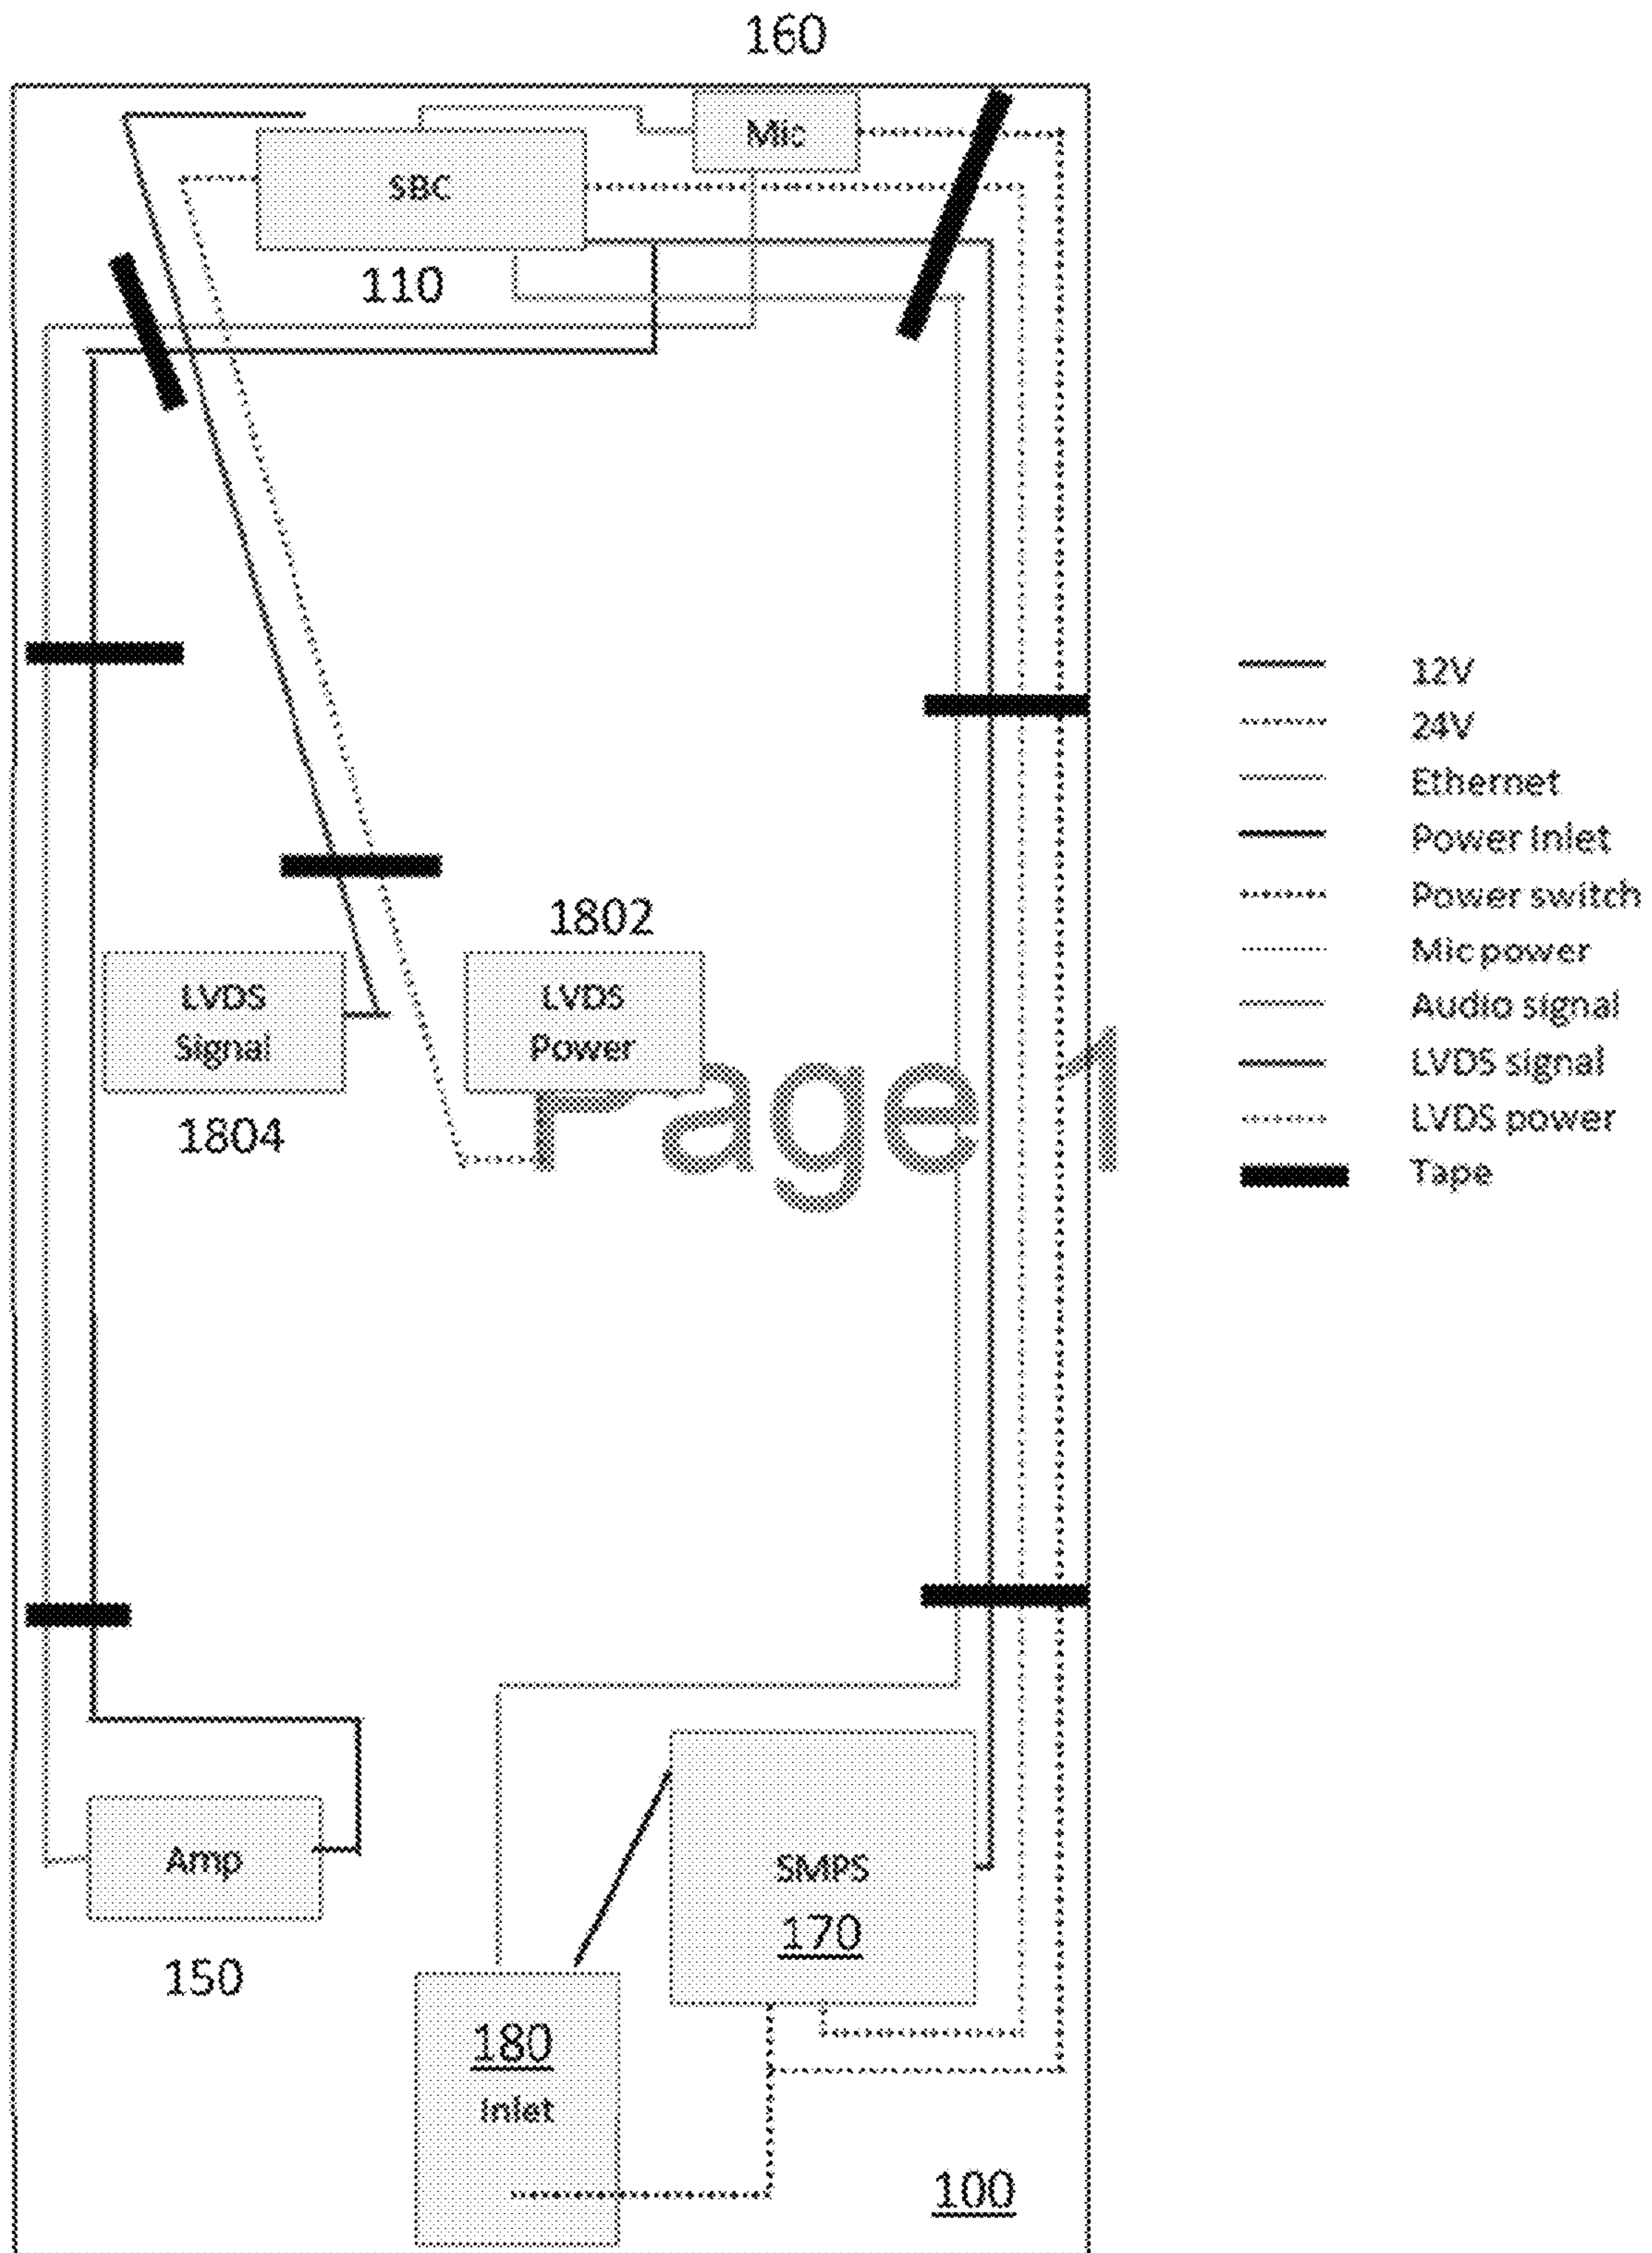 160
Mic
SBC
110
1802
LVDS
Signal
LVDS
Power
1804
Page 1
12V
24V
Ethernet
Power Inlet
Power switch
Mic power
Audio signal
LVDS signal
LVDS power
Tape
Amp
150
SMPS
170
180
Inlet
100